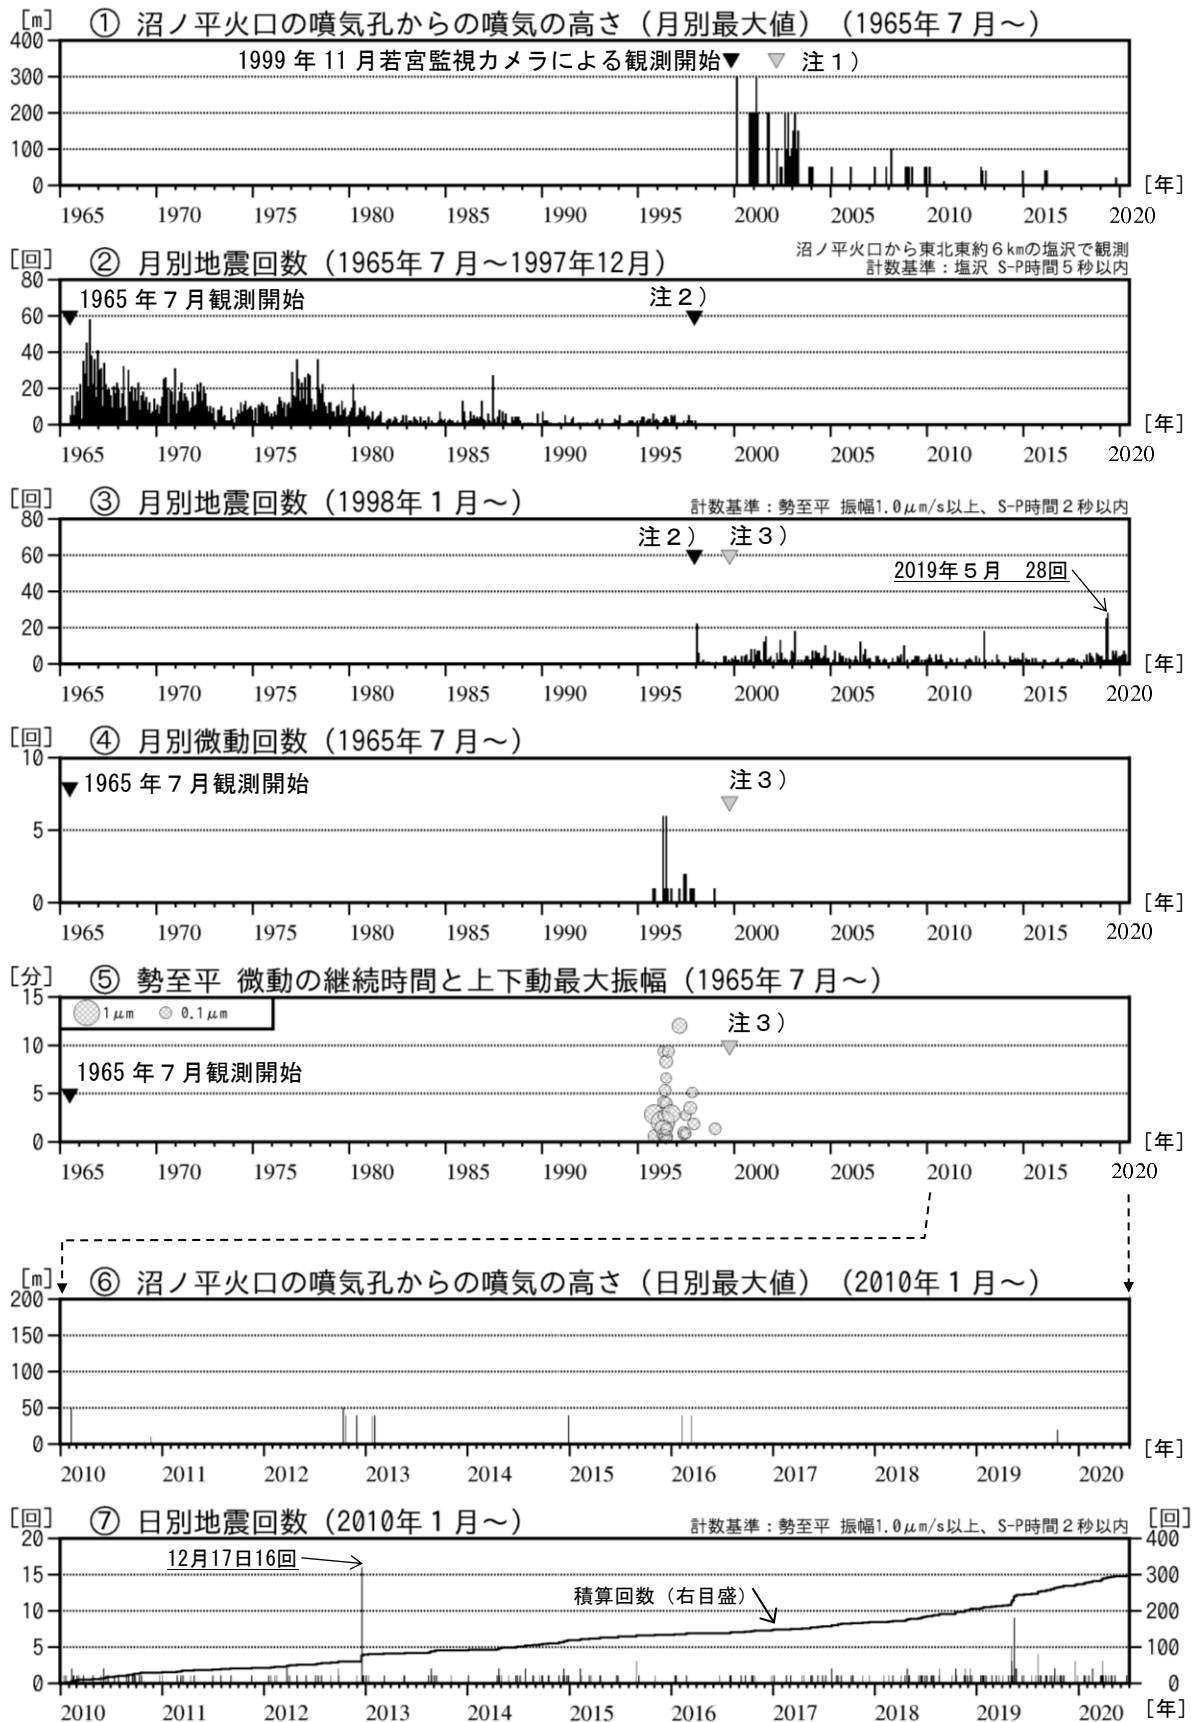 [m] ① 沼ノ平火口の噴気孔からの噴気の高さ（月別最大値）（1965年７月～）
400
1999 年 11 月若宮監視カメラによる観測開始▼ 注１）
300
200
100
0
[年]
1965 1970 1975 1980 1985 1990 1995 2000 2005 2010 2015 2020
[回] ② 月別地震回数（1965年７月～1997年12月）
沼ノ平火口から東北東約６kmの塩沢で観測
計数基準：塩沢 S-P時間５秒以内
80
1965 年７月観測開始 注２）
60
40
20
0
[年]
1965 1970 1975 1980 1985 1990 1995 2000 2005 2010 2015 2020
[回] ③ 月別地震回数（1998年１月～）
計数基準：勢至平 振幅1.0μm/s以上、S-P時間２秒以内
80
注２） 注３）
60
2019年５月　28回
40
20
0
[年]
1965 1970 1975 1980 1985 1990 1995 2000 2005 2010 2015 2020
[回] ④ 月別微動回数（1965年７月～）
10
1965 年７月観測開始 注３）
5
0
[年]
1965 1970 1975 1980 1985 1990 1995 2000 2005 2010 2015 2020
[分] ⑤ 勢至平 微動の継続時間と上下動最大振幅（1965年７月～）
15
1μm 0.1μm
注３）
10
1965 年７月観測開始
5
0
[年]
1965 1970 1975 1980 1985 1990 1995 2000 2005 2010 2015 2020
[m] ⑥ 沼ノ平火口の噴気孔からの噴気の高さ（日別最大値）（2010年１月～）
200
150
100
50
0
[年]
2010 2011 2012 2013 2014 2015 2016 2017 2018 2019 2020
[回] ⑦ 日別地震回数（2010年１月～）
計数基準：勢至平 振幅1.0μm/s以上、S-P時間２秒以内
[回]
20 400
12月17日16回
15 300
積算回数（右目盛）
10 200
5 100
0 0
2010 2011 2012 2013 2014 2015 2016 2017 2018 2019 2020
[年]